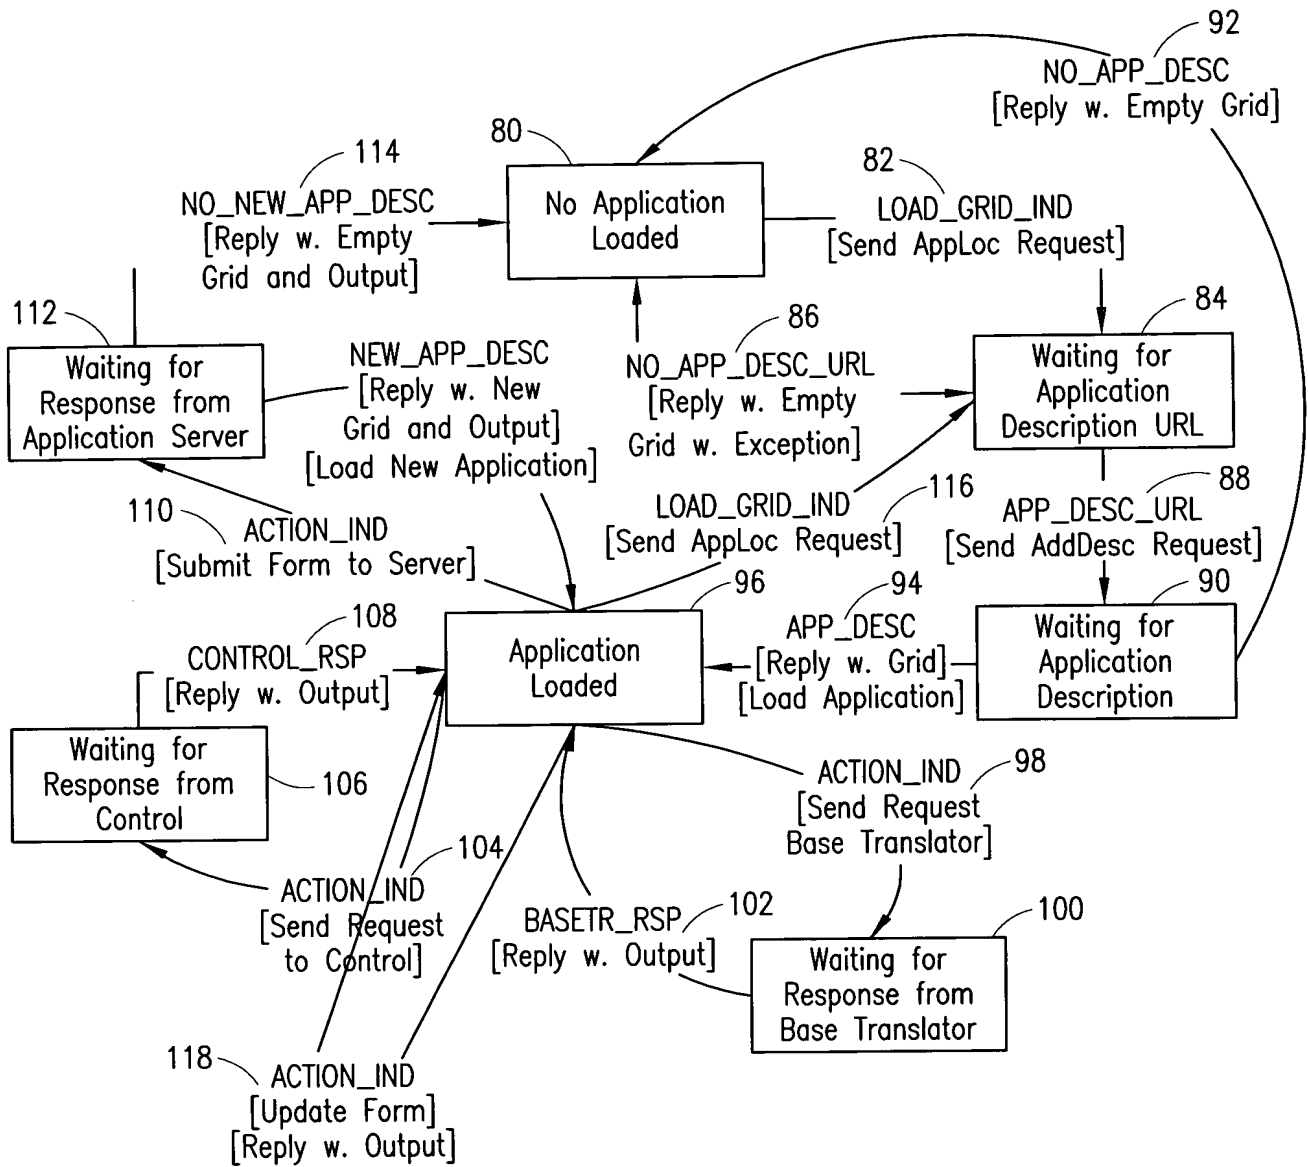 92
NO_APP_DESC
[Reply w. Empty Grid]
80
No Application
Loaded
114
NO_NEW_APP_DESC
[Reply w. Empty
Grid and Output]
82
LOAD_GRID_IND
[Send AppLoc Request]
112
Waiting for
Response from
Application Server
NEW_APP_DESC
[Reply w. New
Grid and Output]
[Load New Application]
86
NO_APP_DESC_URL
[Reply w. Empty
Grid w. Exception]
84
Waiting for
Application
Description URL
110
ACTION_IND
[Submit Form to Server]
LOAD_GRID_IND
[Send AppLoc Request]
116
88
APP_DESC_URL
[Send AddDesc Request]
108
CONTROL_RSP
[Reply w. Output]
96
Application
Loaded
94
APP_DESC
[Reply w. Grid]
[Load Application]
90
Waiting for
Application
Description
Waiting for
Response from
Control
106
ACTION_IND
[Send Request
Base Translator]
98
104
ACTION_IND
[Send Request
to Control]
BASETR_RSP
[Reply w. Output]
102
100
Waiting for
Response from
Base Translator
118
ACTION_IND
[Update Form]
[Reply w. Output]